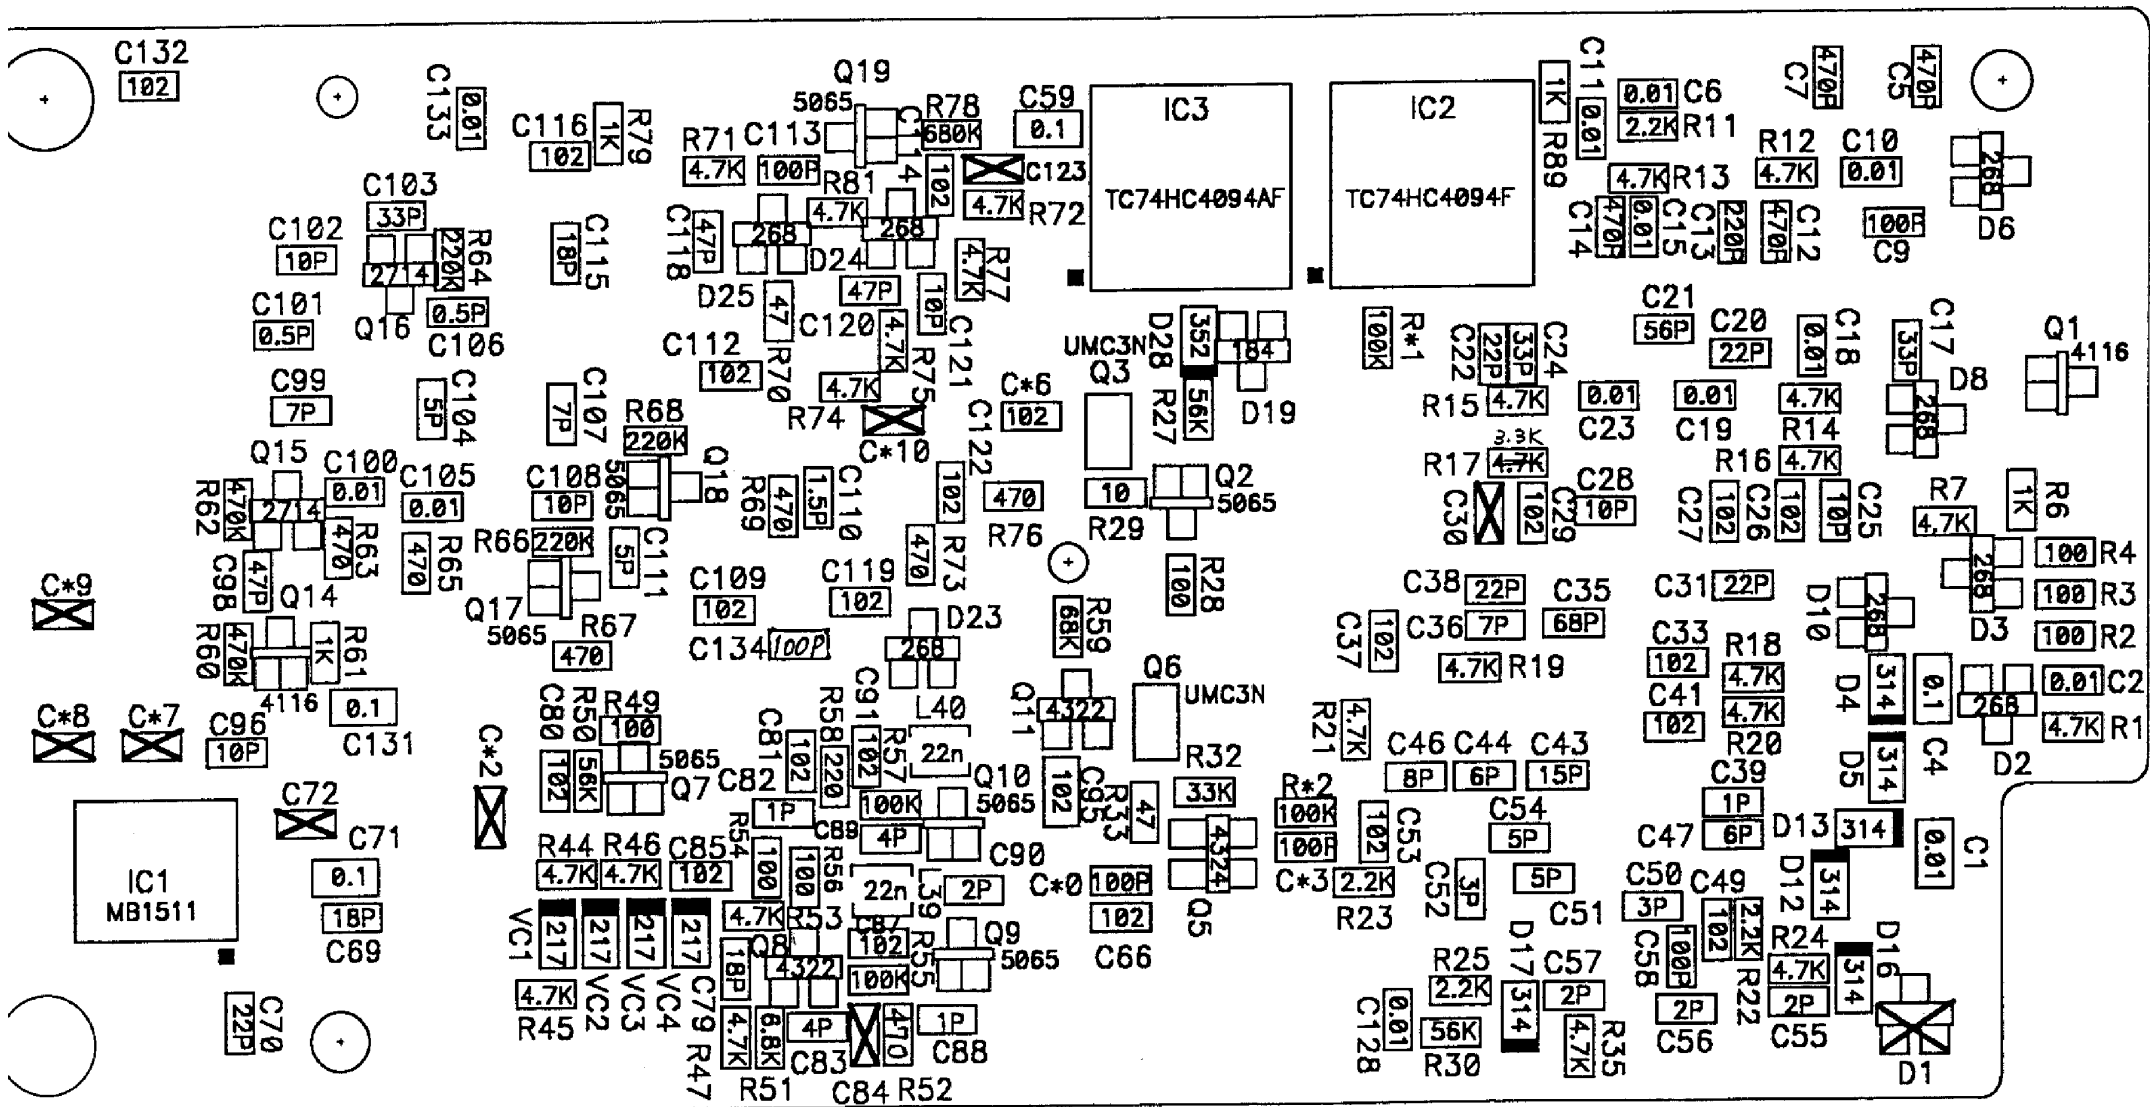 C132
102
C133
0.01
C116
102
1K
R79
R71
4.7K
C113
100P
Q19
5065
C114
R78
680K
102
C59
0.1
C123
4.7K
R72
R81
4.7K
IC3
TC74HC4094AF
IC2
TC74HC4094F
1K
R89
C11
0.01
0.01
C6
2.2K
R11
470P
C7
470P
C5
R12
4.7K
C10
0.01
268
D6
4.7K
R13
C14
470P
0.01
C15
C13
220P
470P
C12
100P
C9
C103
33P
C102
10P
2714
220K
R64
Q16
C101
0.5P
0.5P
C106
18P
C115
C118
47P
268
D25
D24
268
47
R70
47P
C120
10P
C121
4.7K
R77
4.7K
R75
C112
102
4.7K
R74
C*10
C122
102
C*6
102
UMC3N
Q3
D28
352
184
D19
R27
56K
100K
R*1
C22
22P
33P
C24
C21
56P
C20
22P
0.01
C18
33P
C17
D8
268
Q1
4116
C99
7P
5P
C104
7P
C107
R68
220K
5065
Q18
R15
4.7K
0.01
C23
0.01
C19
4.7K
R14
3.3K
R17
4.7K
R16
4.7K
Q15
C100
0.01
R62
470K
2714
470
R63
C105
0.01
470
R65
C108
10P
R66
220K
5P
C111
R69
470
1.5P
C110
470
R76
10
R29
Q2
5065
C30
102
C29
C28
10P
C27
102
C26
102
10P
C25
R7
4.7K
1K
R6
C98
47P
C*9
Q14
R60
470K
1K
R61
4116
Q17
5065
R67
470
C109
102
C119
102
470
R73
C134
100P
D23
268
68K
R59
100
R28
C38
22P
C36
7P
C35
68P
C37
102
4.7K
R19
C31
22P
C33
102
R18
4.7K
C41
102
4.7K
R20
D10
268
268
D3
100
R4
100
R3
100
R2
0.01
C2
4.7K
R1
268
D2
D4
314
0.1
C4
D5
314
C*8
C*7
C96
10P
0.1
C131
C*2
C80
102
R50
56K
R49
100
5065
Q7
C81
102
C82
1P
R58
220
C91
102
R57
100K
L40
22n
Q10
5065
C89
4P
Q11
4322
102
C95
Q6
UMC3N
R33
47
R32
33K
4324
Q5
R21
4.7K
C46
8P
C44
6P
C43
15P
R*2
100K
100P
C*3
102
C53
C54
5P
5P
C51
C52
3P
2.2K
R23
C39
1P
C47
6P
D13
314
0.01
C1
D12
314
C72
C71
0.1
18P
C69
IC1
MB1511
22P
C70
R44
4.7K
R46
4.7K
C85
102
R54
100
100
R56
22n
L39
C90
2P
C*0
100P
102
C66
VC1
217
VC2
217
VC3
217
VC4
217
4.7K
R45
4.7K
R53
C79
18P
Q8
4322
C87
102
R55
100K
Q9
5065
R47
4.7K
6.8K
R51
4P
C83
C84
470
R52
1P
C88
C50
3P
C49
102
2.2K
R22
C58
100P
R24
4.7K
2P
C55
2P
C56
D16
314
D1
R25
2.2K
56K
R30
D17
314
C57
2P
4.7K
R35
C128
0.01